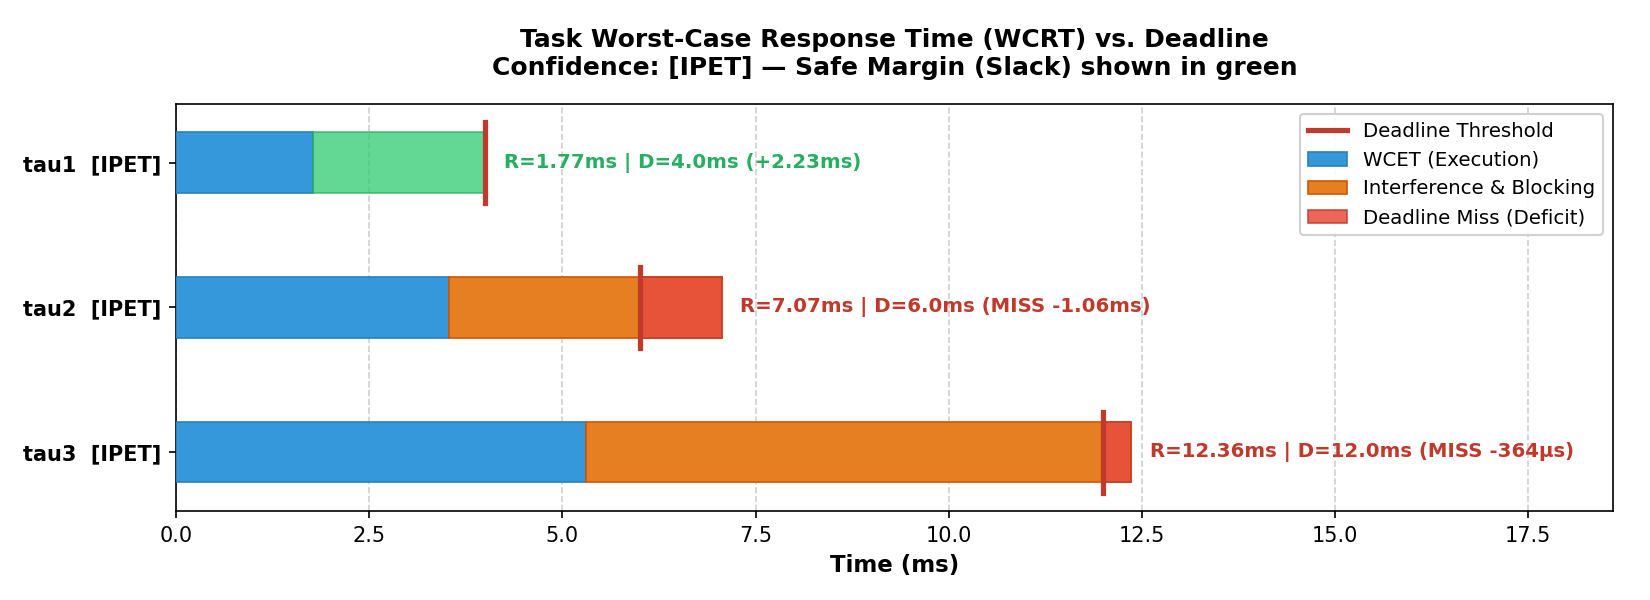 Task Worst-Case Response Time (WCRT) vs. Deadline
Confidence: [IPET] — Safe Margin (Slack) shown in green
Deadline Threshold
WCET (Execution)
Interference & Blocking
Deadline Miss (Deficit)
tau1 [IPET]
R=1.77ms | D=4.0ms (+2.23ms)
tau2 [IPET]
R=7.07ms | D=6.0ms (MISS -1.06ms)
tau3 [IPET]
R=12.36ms | D=12.0ms (MISS -364µs)
0.0 2.5 5.0 7.5 10.0 12.5 15.0 17.5
Time (ms)